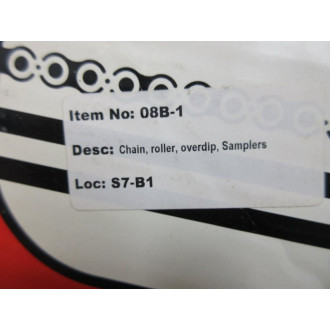 Item No: 08B-1
Desc: Chain, roller, overdip, Samplers
Loc: S7-B1